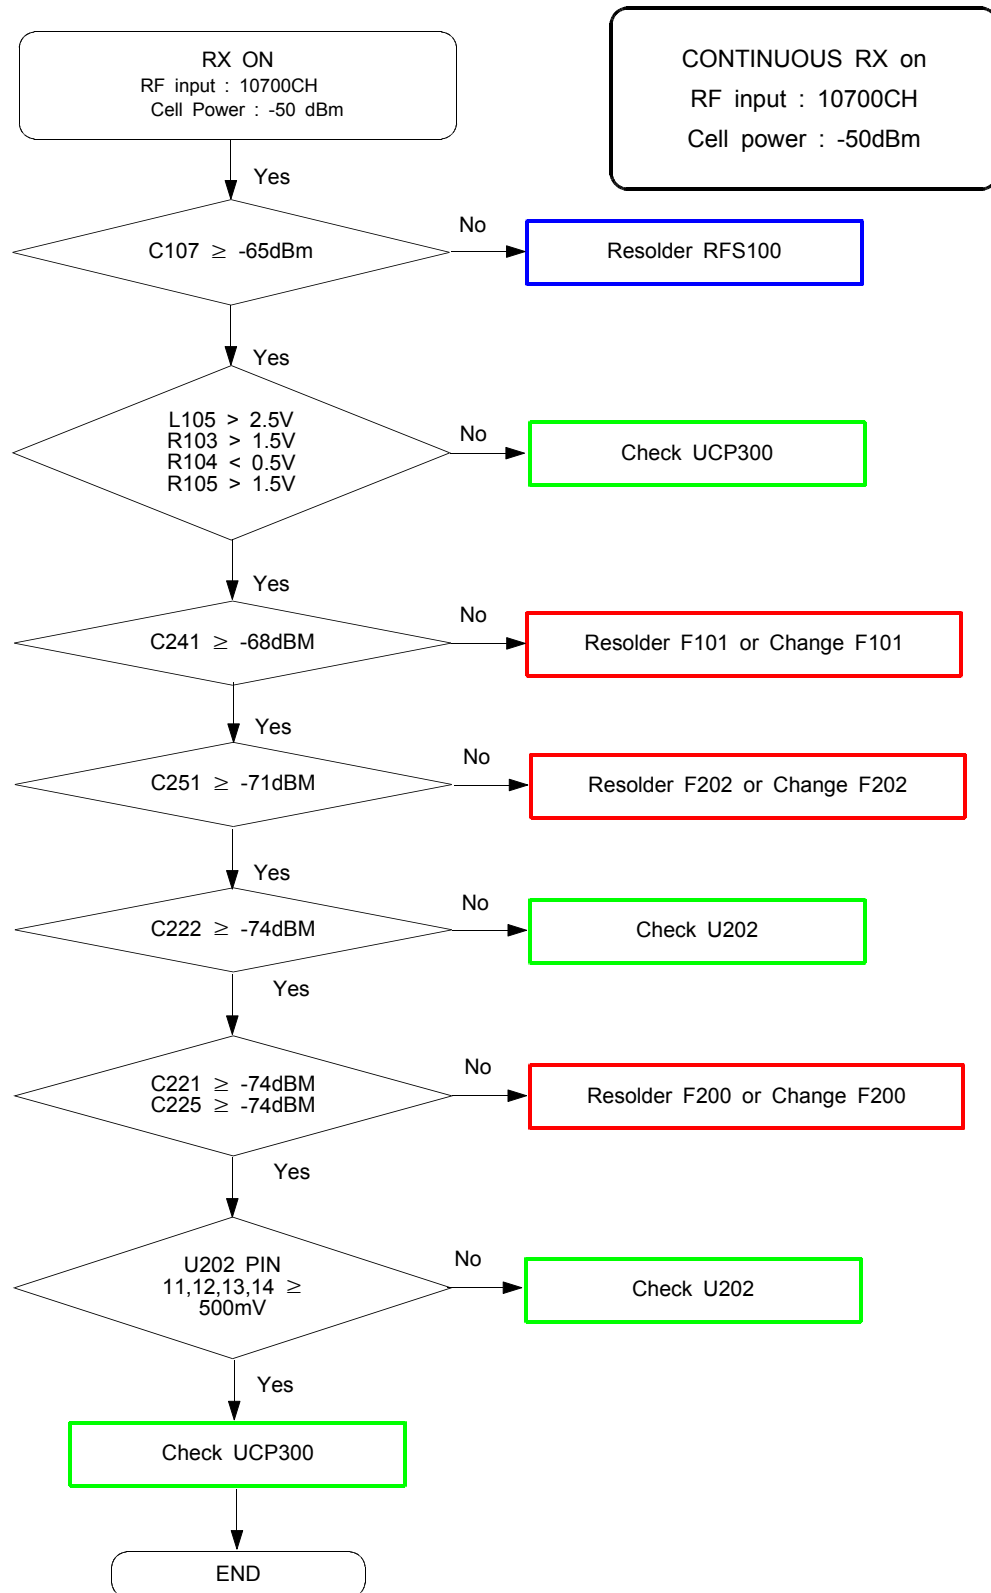 RX ON
RF input : 10700CH
Cell Power : -50 dBm
CONTINUOUS RX on
RF input : 10700CH
Cell power : -50dBm
Yes
C107 ≥ -65dBm
No
Resolder RFS100
Yes
L105 > 2.5V
R103 > 1.5V
R104 < 0.5V
R105 > 1.5V
No
Check UCP300
Yes
C241 ≥ -68dBM
No
Resolder F101 or Change F101
Yes
C251 ≥ -71dBM
No
Resolder F202 or Change F202
Yes
C222 ≥ -74dBM
No
Check U202
Yes
C221 ≥ -74dBM
C225 ≥ -74dBM
No
Resolder F200 or Change F200
Yes
U202 PIN
11,12,13,14 ≥
500mV
No
Check U202
Yes
Check UCP300
END